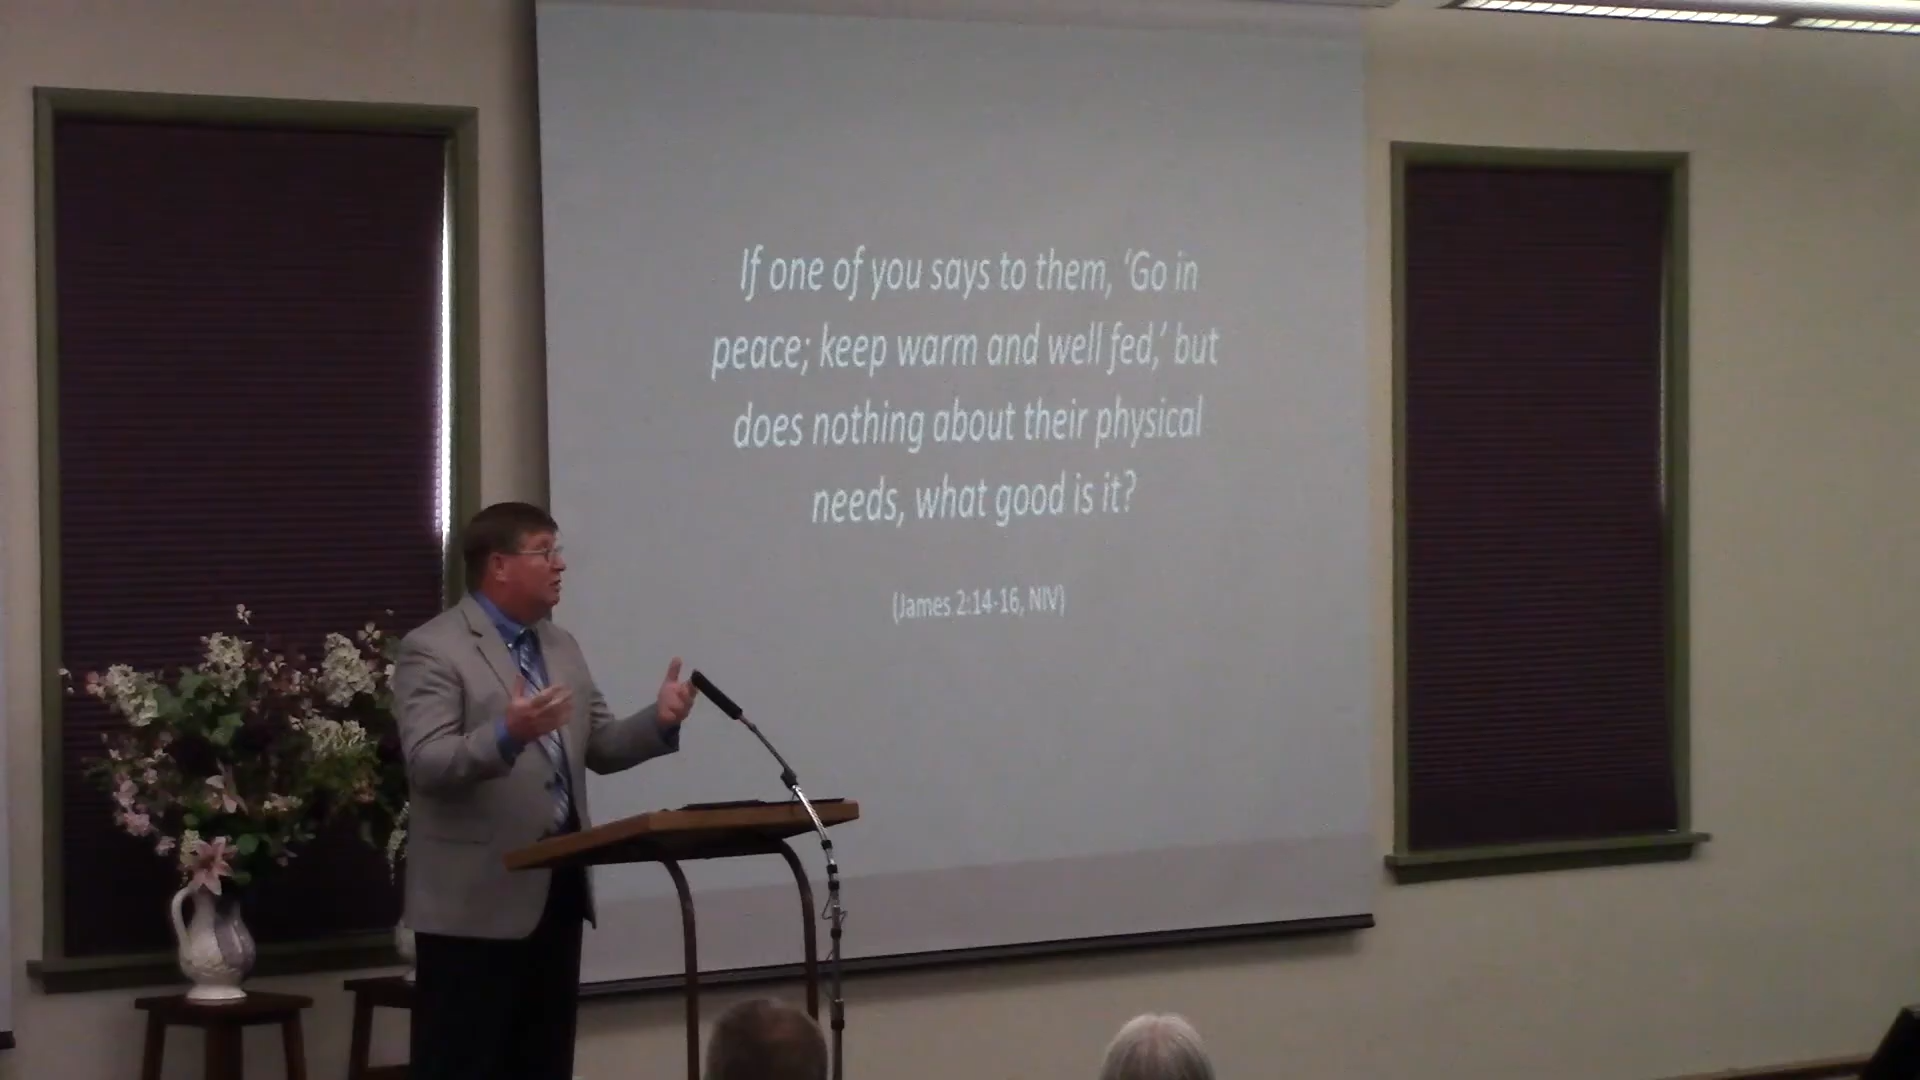 If one of you says to them, ‘Go in
peace; keep warm and well fed,’ but
does nothing about their physical
needs, what good is it?
(James 2:14-16, NIV)